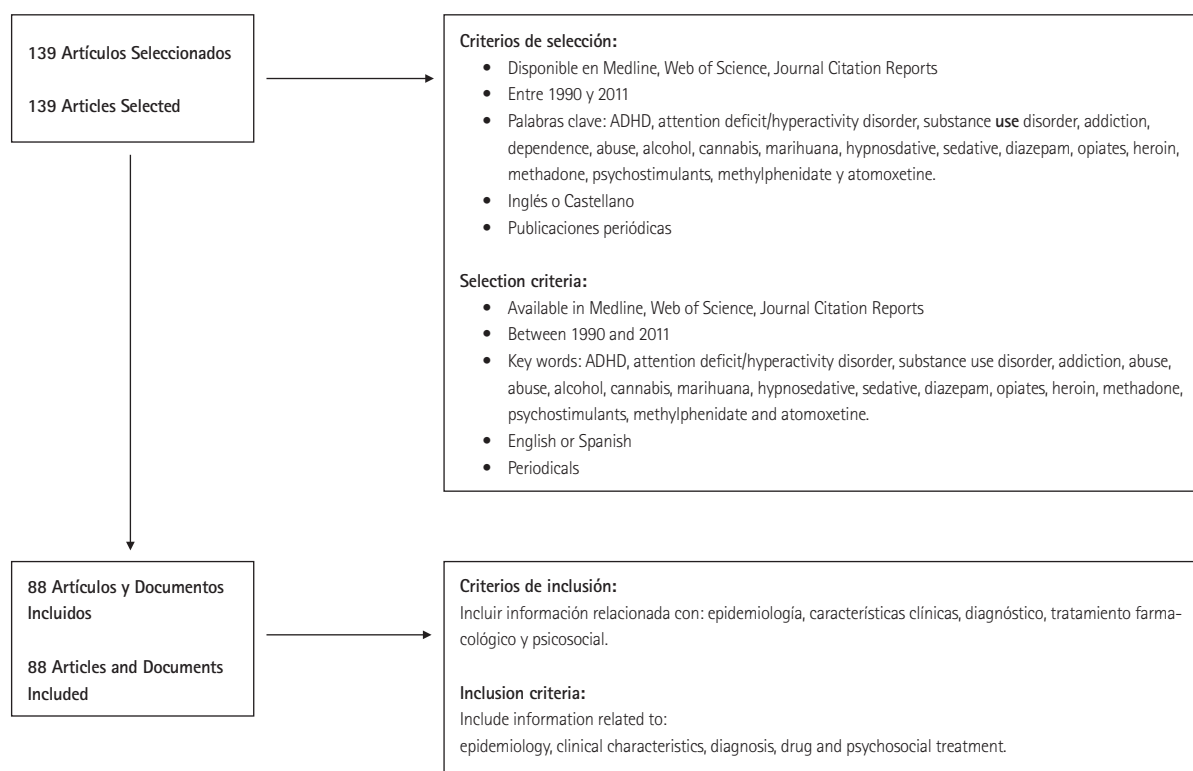 139 Artículos Seleccionados
139 Articles Selected
Criterios de selección:
• Disponible en Medline, Web of Science, Journal Citation Reports
• Entre 1990 y 2011
• Palabras clave: ADHD, attention deficit/hyperactivity disorder, substance use disorder, addiction,
dependence, abuse, alcohol, cannabis, marihuana, hypnosdative, sedative, diazepam, opiates, heroin,
methadone, psychostimulants, methylphenidate y atomoxetine.
• Inglés o Castellano
• Publicaciones periódicas
Selection criteria:
• Available in Medline, Web of Science, Journal Citation Reports
• Between 1990 and 2011
• Key words: ADHD, attention deficit/hyperactivity disorder, substance use disorder, addiction, abuse,
abuse, alcohol, cannabis, marihuana, hypnosedative, sedative, diazepam, opiates, heroin, methadone,
psychostimulants, methylphenidate and atomoxetine.
• English or Spanish
• Periodicals
88 Artículos y Documentos
Incluidos
88 Articles and Documents
Included
Criterios de inclusión:
Incluir información relacionada con: epidemiología, características clínicas, diagnóstico, tratamiento farma-
cológico y psicosocial.
Inclusion criteria:
Include information related to:
epidemiology, clinical characteristics, diagnosis, drug and psychosocial treatment.